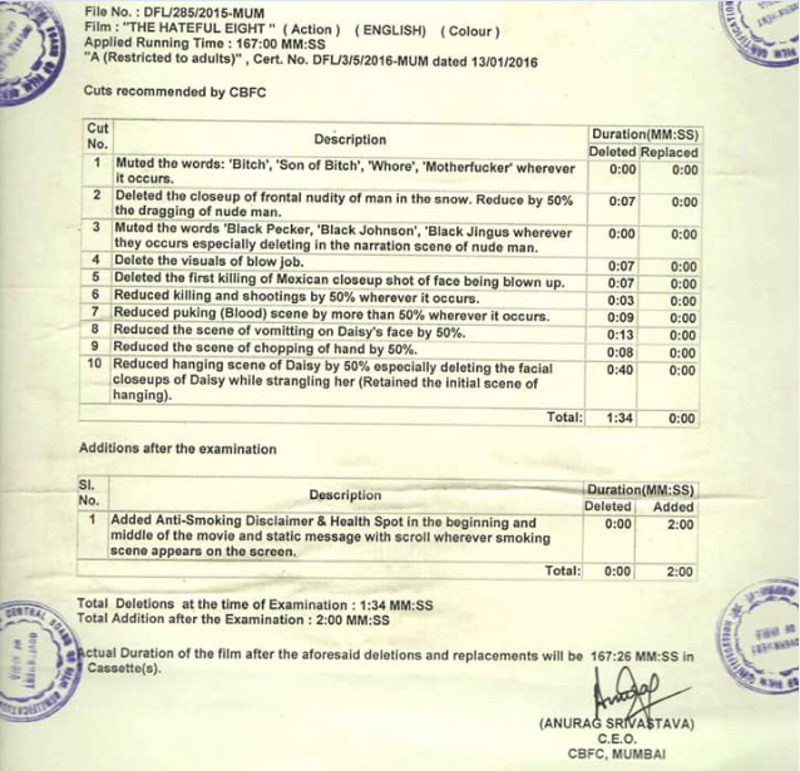 File No. : DFL/285/2015-MUM
Film : "THE HATEFUL EIGHT " ( Action ) ( ENGLISH) ( Colour )
Applied Running Time : 167:00 MM:SS
"A (Restricted to adults)" , Cert. No. DFL/3/5/2016-MUM dated 13/01/2016
Cuts recommended by CBFC
Cut No. Description Duration(MM:SS)
Deleted Replaced
1 Muted the words: 'Bitch', 'Son of Bitch', 'Whore', 'Motherfucker' wherever
it occurs. 0:00 0:00
2 Deleted the closeup of frontal nudity of man in the snow. Reduce by 50%
the dragging of nude man. 0:07 0:00
3 Muted the words 'Black Pecker, 'Black Johnson', 'Black Jingus wherever
they occurs especially deleting in the narration scene of nude man. 0:00 0:00
4 Delete the visuals of blow job. 0:07 0:00
5 Deleted the first killing of Mexican closeup shot of face being blown up. 0:07 0:00
6 Reduced killing and shootings by 50% wherever it occurs. 0:03 0:00
7 Reduced puking (Blood) scene by more than 50% wherever it occurs. 0:09 0:00
8 Reduced the scene of vomitting on Daisy's face by 50%. 0:13 0:00
9 Reduced the scene of chopping of hand by 50%. 0:08 0:00
10 Reduced hanging scene of Daisy by 50% especially deleting the facial 0:40 0:00
closeups of Daisy while strangling her (Retained the initial scene of
hanging).
Total: 1:34 0:00
Additions after the examination
Sl. No. Description Duration(MM:SS)
Deleted Added
1 Added Anti-Smoking Disclaimer & Health Spot in the beginning and 0:00 2:00
middle of the movie and static message with scroll wherever smoking
scene appears on the screen.
Total: 0:00 2:00
Total Deletions at the time of Examination : 1:34 MM:SS
Total Addition after the Examination : 2:00 MM:SS
Actual Duration of the film after the aforesaid deletions and replacements will be 167:26 MM:SS in
Cassette(s).
(ANURAG SRIVASTAVA)
C.E.O.
CBFC, MUMBAI
CENTRAL BOARD OF FILM CERTIFICATION